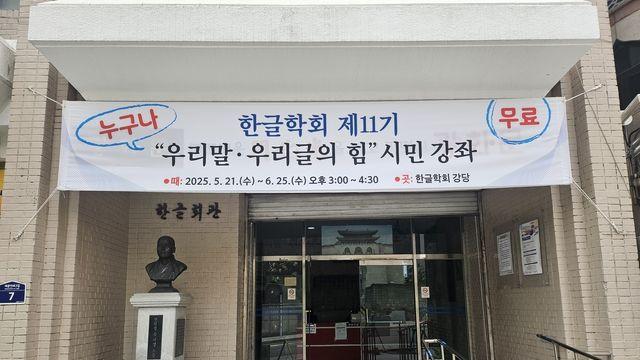 누구나
한글학회 제11기
무료
“우리말·우리글의 힘” 시민 강좌
●때: 2025. 5. 21.(수) ~ 6. 25.(수) 오후 3:00 ~ 4:30 ●곳: 한글학회 강당
한글회관
7